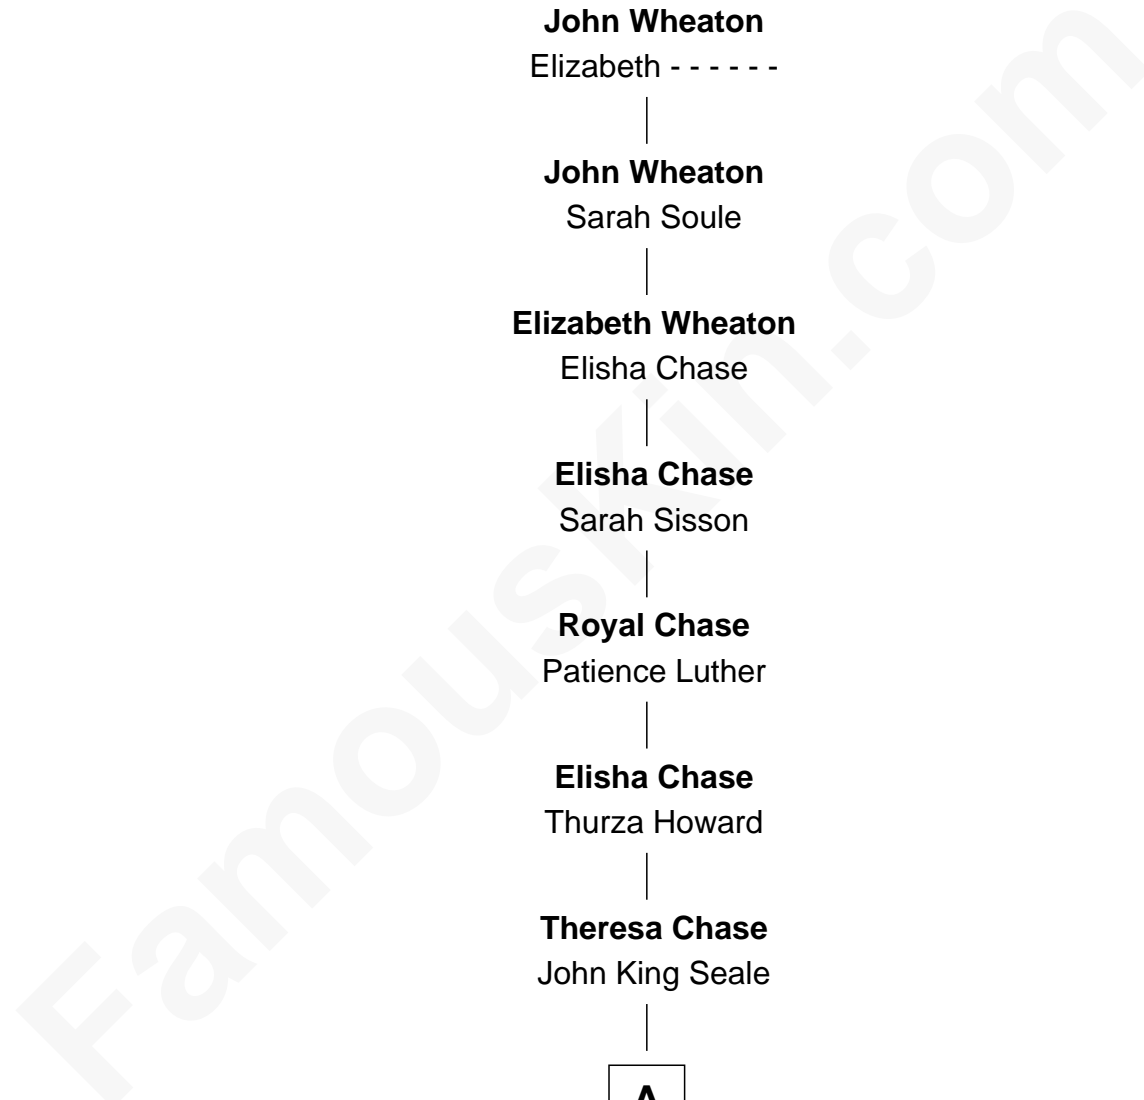 John Wheaton
Elizabeth - - - - - -
John Wheaton
Sarah Soule
Elizabeth Wheaton
Elisha Chase
Elisha Chase
Sarah Sisson
Royal Chase
Patience Luther
Elisha Chase
Thurza Howard
Theresa Chase
John King Seale
A
FamousKin.com